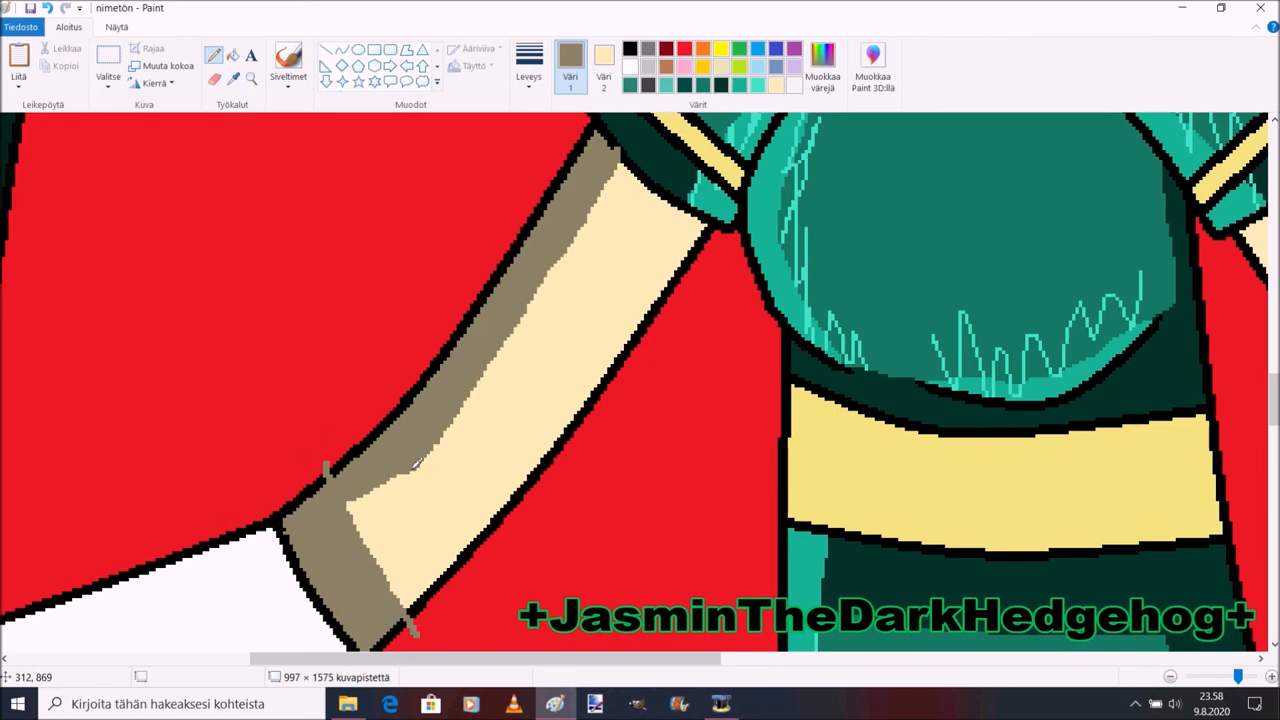 nimetön - Paint
Tiedosto Aloitus Näytä
Liitä
Leikkaa
Kopioi
Leikepöytä
Valitse
Rajaa
Muuta kokoa
Kierrä
Kuva
A
Työkalut
Siveltimet
Ääriviiva
Täyttö
Muodot
Leveys
Väri 1
Väri 2
Värit
Muokkaa värejä
Muokkaa Paint 3D:llä
+JasminTheDarkHedgehog+
312, 869
997 × 1575 kuvapistettä
Kirjoita tähän hakeaksesi kohteista
23.58
9.8.2020